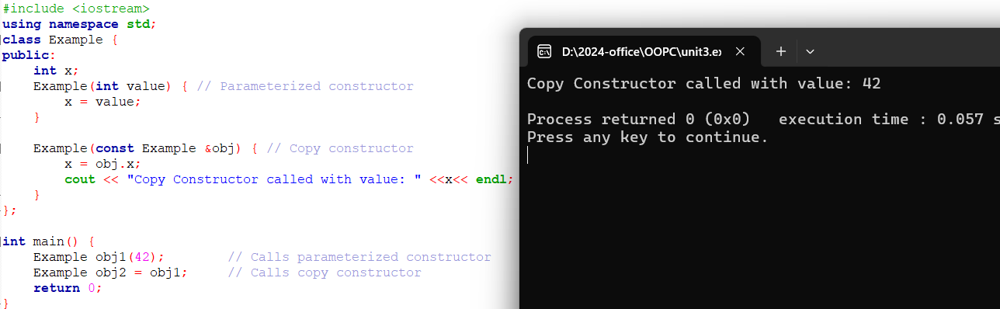 #include <iostream>
using namespace std;
class Example {
public:
    int x;
    Example(int value) { // Parameterized constructor
        x = value;
    }

    Example(const Example &obj) { // Copy constructor
        x = obj.x;
        cout << "Copy Constructor called with value: " <<x<< endl;
    }
};

int main() {
    Example obj1(42);        // Calls parameterized constructor
    Example obj2 = obj1;     // Calls copy constructor
    return 0;
}
D:\2024-office\OOPC\unit3.ex
Copy Constructor called with value: 42

Process returned 0 (0x0)   execution time : 0.057 s
Press any key to continue.